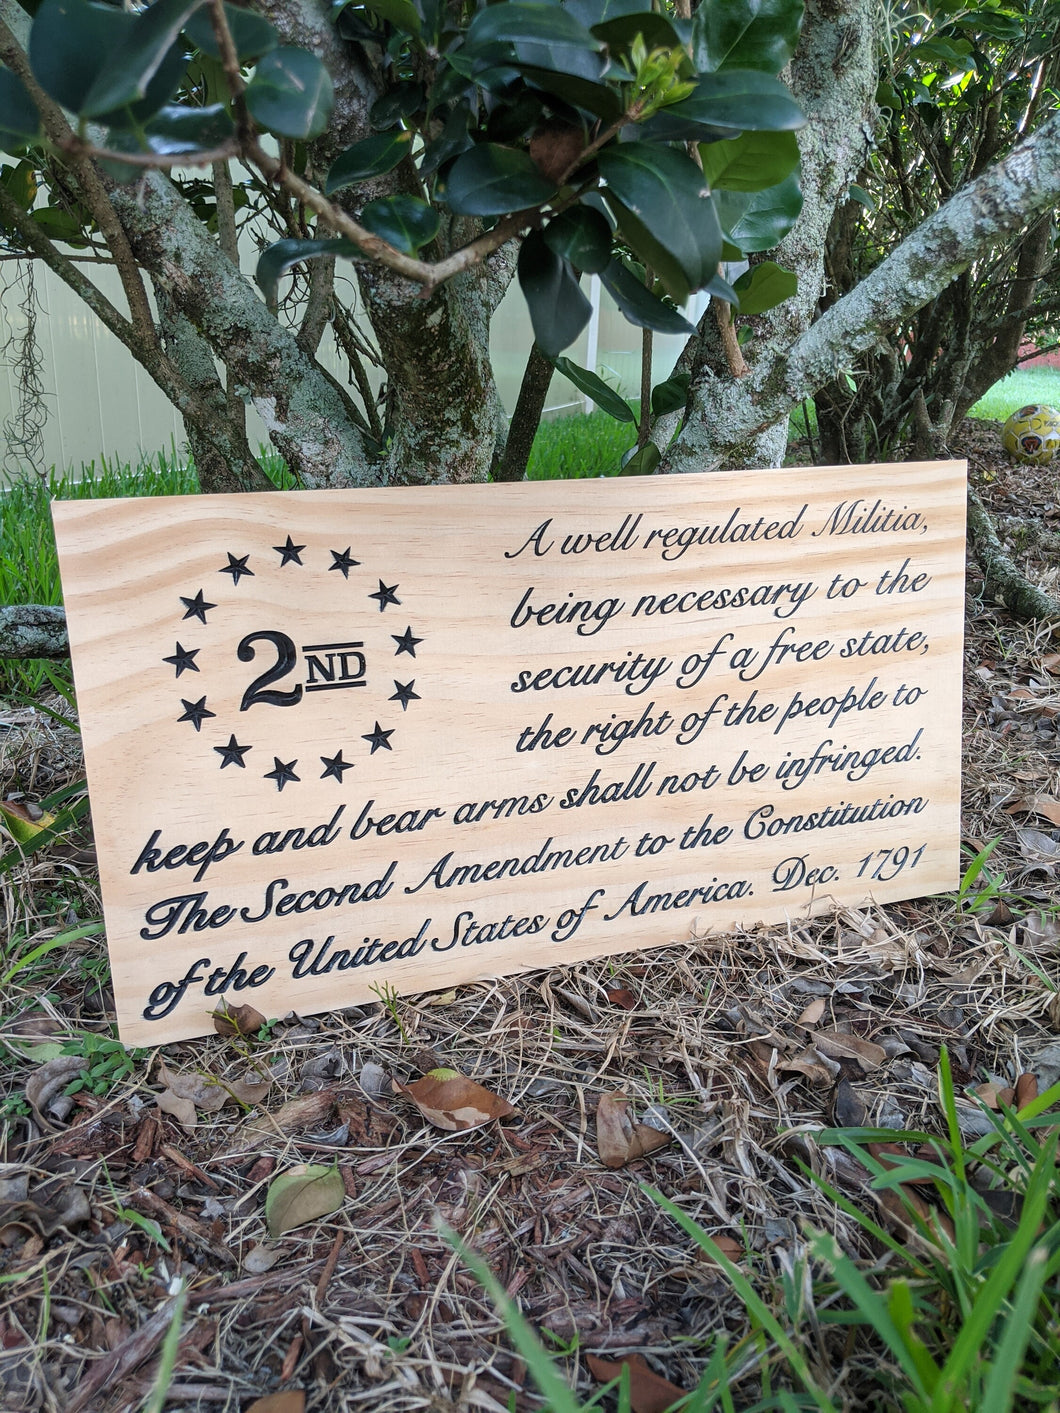 2ND
A well regulated Militia,
being necessary to the
security of a free state,
the right of the people to
keep and bear arms shall not be infringed.
The Second Amendment to the Constitution
of the United States of America. Dec. 1791